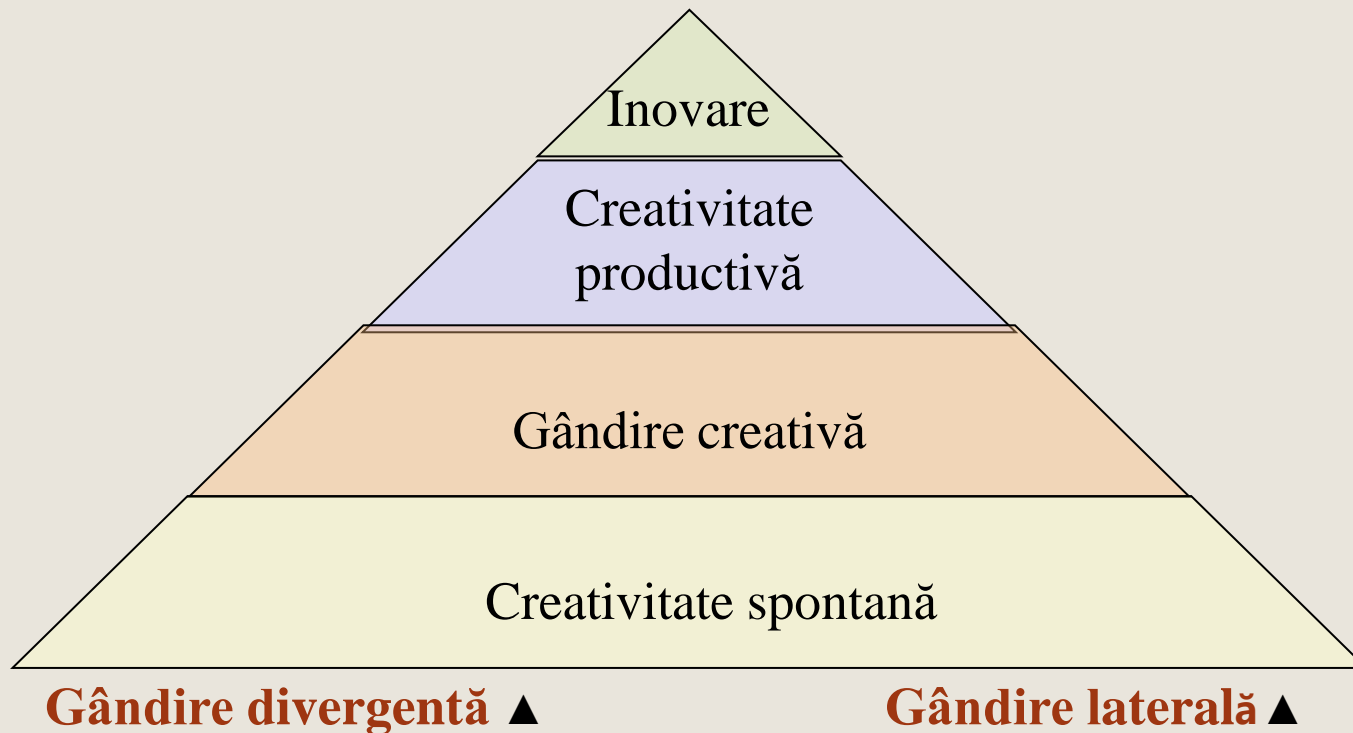 Inovare
Creativitate
productivă
Gândire creativă
Creativitate spontană
Gândire divergentă ▲
Gândire laterală ▲